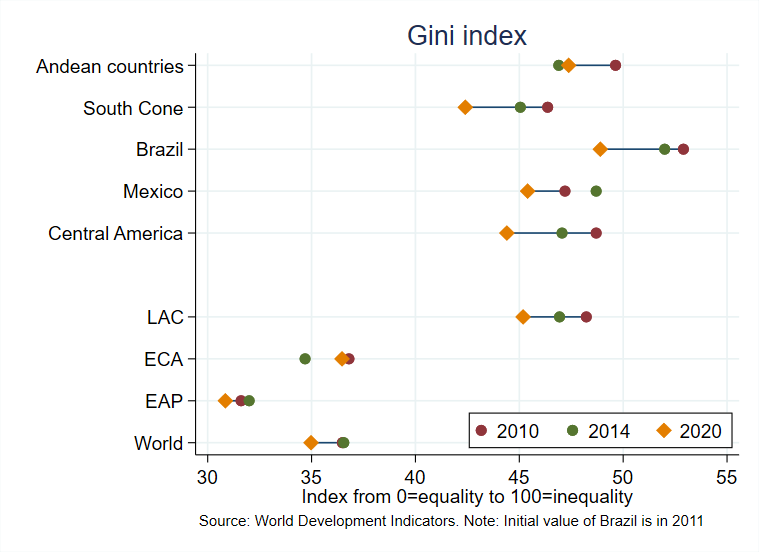 Gini index
Andean countries
South Cone
Brazil
Mexico
Central America
LAC
ECA
EAP
World
2010 2014 2020
30 35 40 45 50 55
Index from 0=equality to 100=inequality
Source: World Development Indicators. Note: Initial value of Brazil is in 2011